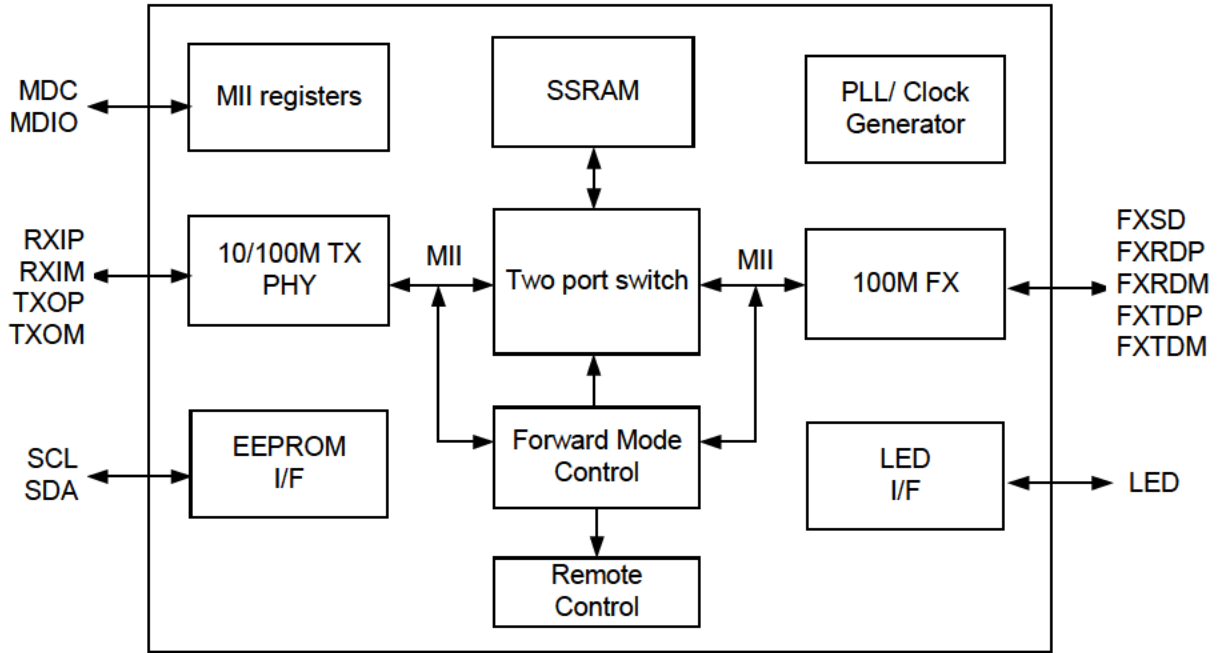 MDC
MDIO
MII registers
SSRAM
PLL/ Clock
Generator
RXIP
RXIM
TXOP
TXOM
10/100M TX
PHY
MII
Two port switch
MII
100M FX
FXSD
FXRDP
FXRDM
FXTDP
FXTDM
SCL
SDA
EEPROM
I/F
Forward Mode
Control
LED
I/F
LED
Remote
Control